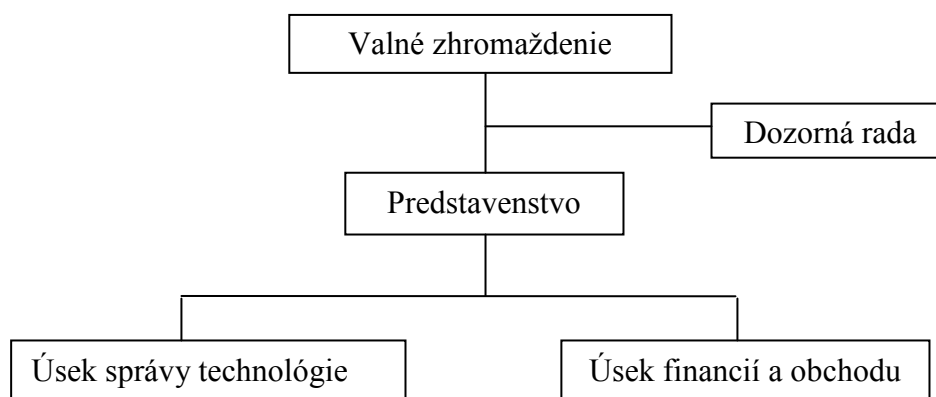 Valné zhromaždenie
Dozorná rada
Predstavenstvo
Úsek správy technológie
Úsek financií a obchodu